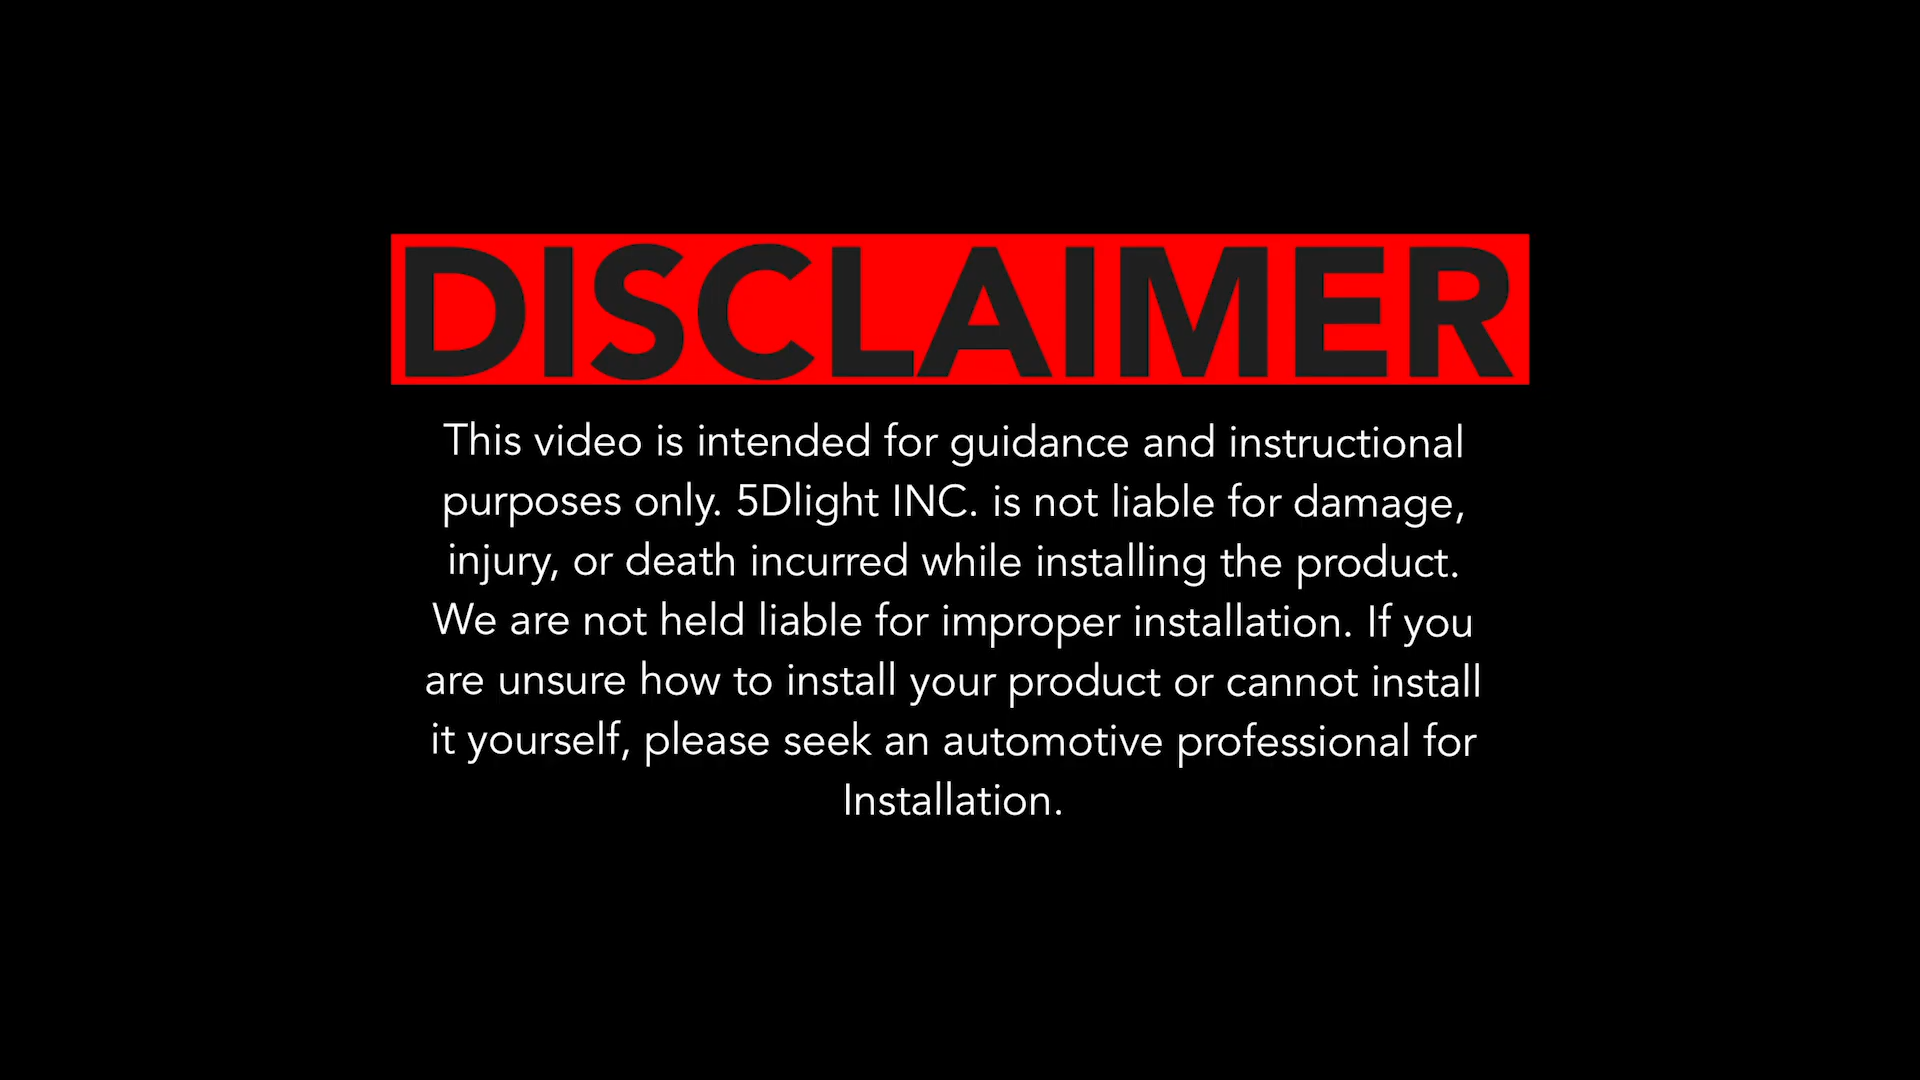 DISCLAIMER
This video is intended for guidance and instructional
purposes only. 5Dlight INC. is not liable for damage,
injury, or death incurred while installing the product.
We are not held liable for improper installation. If you
are unsure how to install your product or cannot install
it yourself, please seek an automotive professional for
Installation.